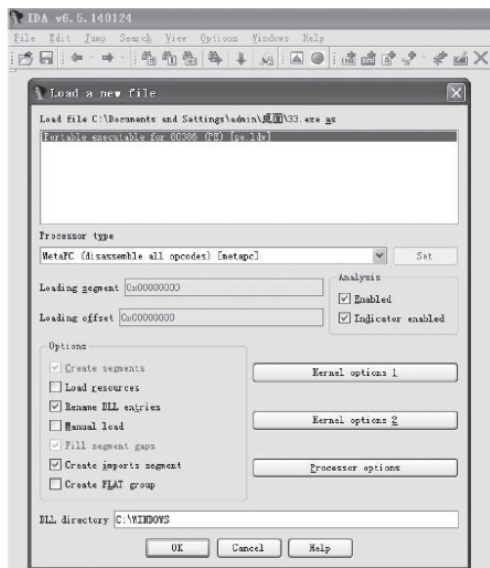 IDA v6.5.140124
File Edit Jump Search View Options Windows Help
Load a new file
Load file C:\Documents and Settings\admin\桌面\33.exe as
Portable executable for 80386 (PE) [pe.ldw]
Processor type
MetaPC (disassemble all opcodes) [metapc]
Set
Loading segment 0x00000000
Loading offset 0x00000000
Analysis
Enabled
Indicator enabled
Options
Create segments
Load resources
Rename DLL entries
Manual load
Fill segment gaps
Create imports segment
Create FLAT group
Kernel options 1
Kernel options 2
Processor options
DLL directory C:\WINDOWS
OK Cancel Help